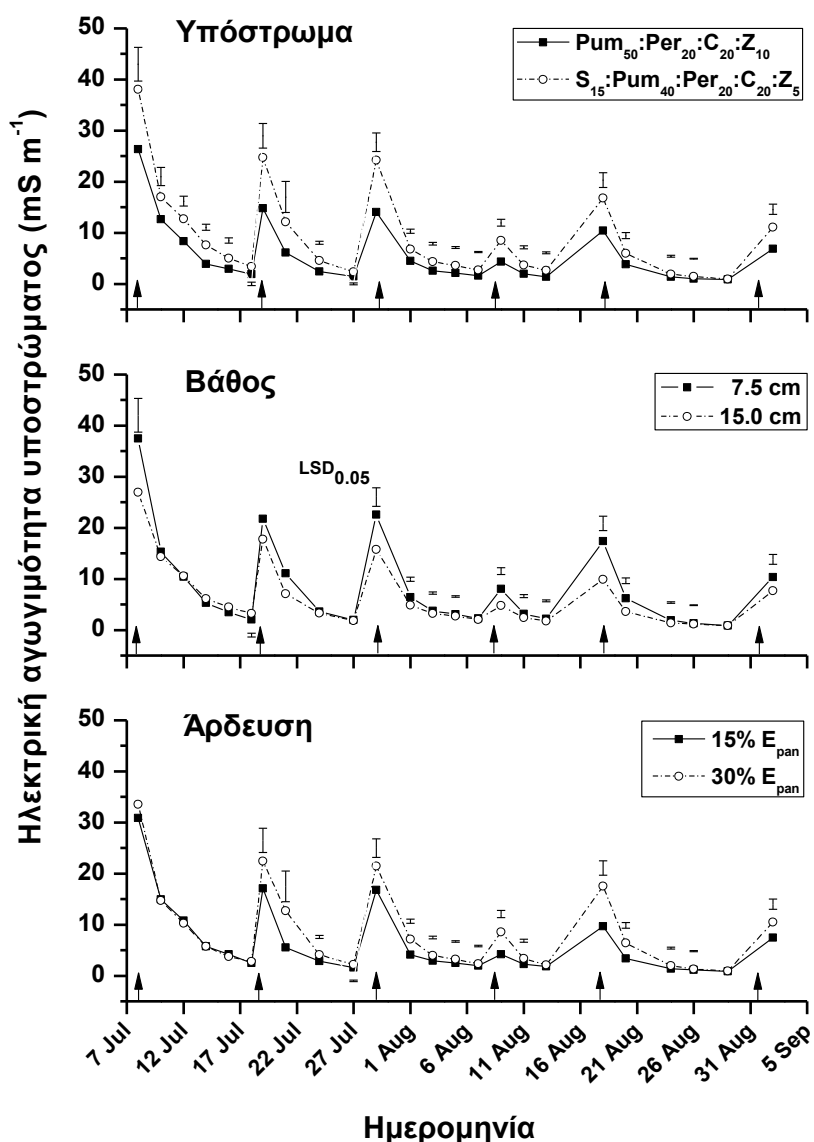 Ηλεκτρική αγωγιμότητα υποστρώματος (mS m⁻¹)
Υπόστρωμα
Pum₅₀:Per₂₀:C₂₀:Z₁₀
S₁₅:Pum₄₀:Per₂₀:C₂₀:Z₅
50
40
30
20
10
0
Βάθος
7.5 cm
15.0 cm
LSD₀.₀₅
50
40
30
20
10
0
Άρδευση
15% Eₚₐₙ
30% Eₚₐₙ
50
40
30
20
10
0
7 Jul
12 Jul
17 Jul
22 Jul
27 Jul
1 Aug
6 Aug
11 Aug
16 Aug
21 Aug
26 Aug
31 Aug
5 Sep
Ημερομηνία